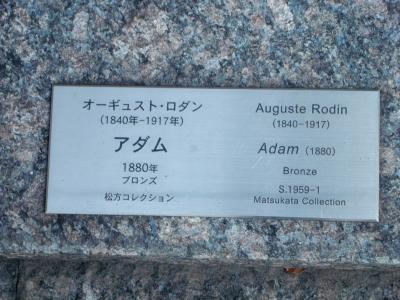 オーギュスト・ロダン
(1840年-1917年)
アダム
1880年
ブロンズ
松方コレクション
Auguste Rodin
(1840-1917)
Adam (1880)
Bronze
S.1959-1
Matsukata Collection